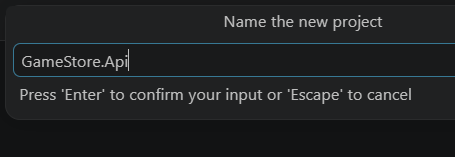 Name the new project
GameStore.Api
Press 'Enter' to confirm your input or 'Escape' to cancel